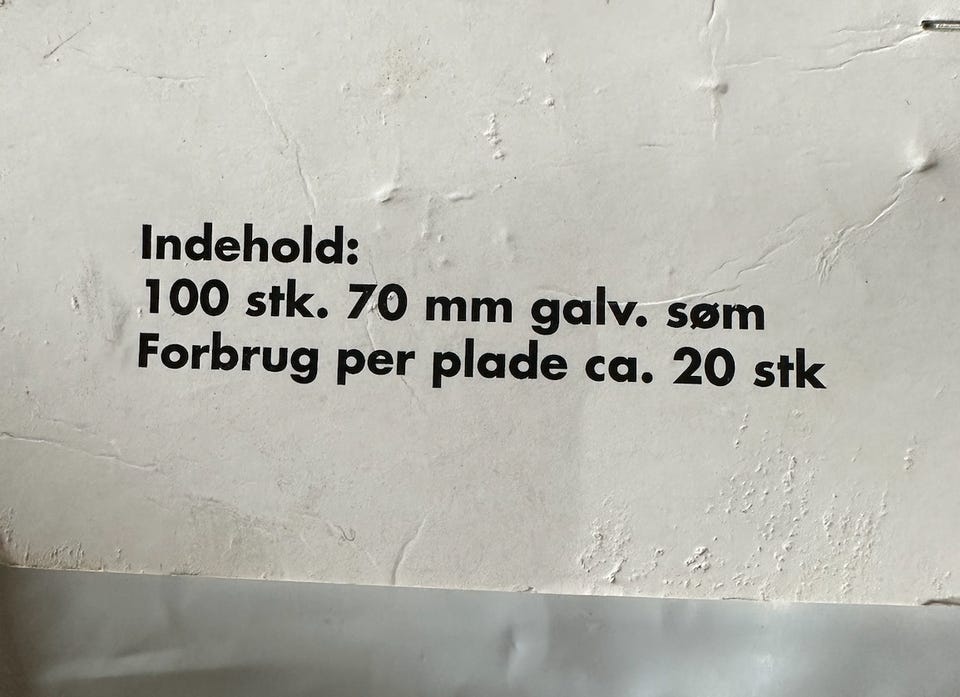 Indehold:
100 stk. 70 mm galv. søm
Forbrug per plade ca. 20 stk